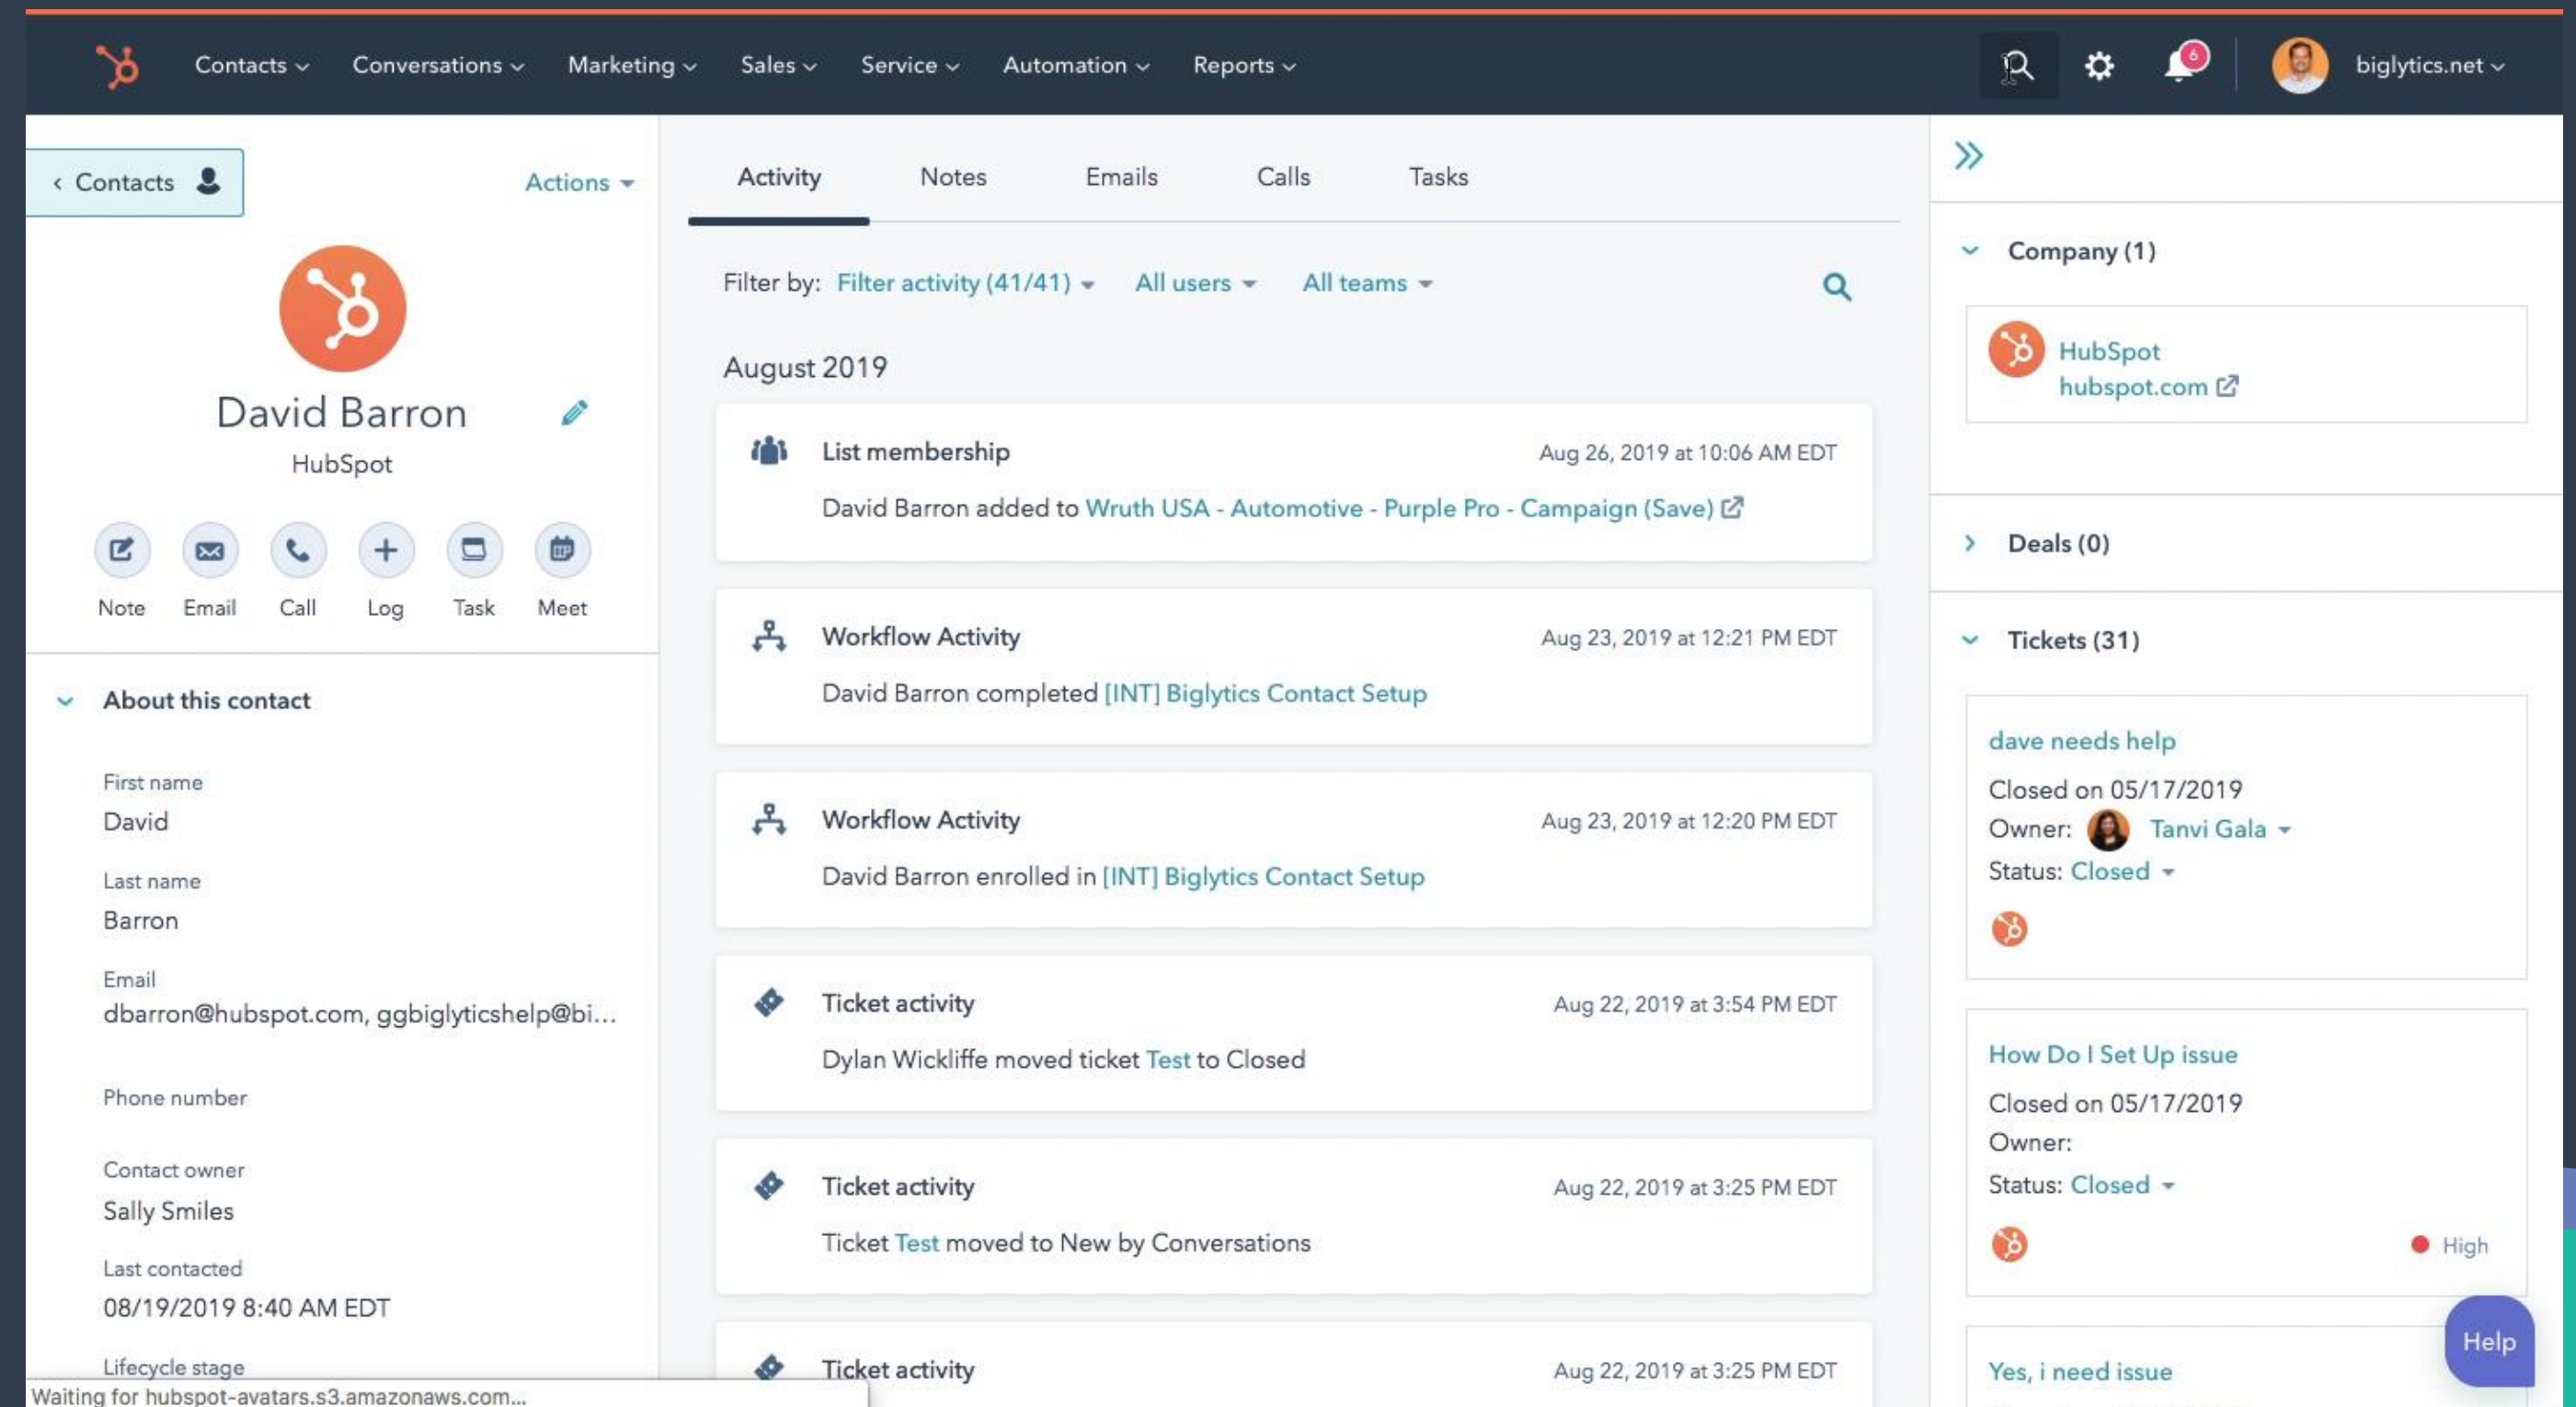 Contacts Conversations Marketing Sales Service Automation Reports
6
biglytics.net
Contacts
Actions
David Barron
HubSpot
Note Email Call Log Task Meet
About this contact
First name
David
Last name
Barron
Email
dbarron@hubspot.com, ggbiglyticshelp@bi...
Phone number
Contact owner
Sally Smiles
Last contacted
08/19/2019 8:40 AM EDT
Lifecycle stage
Waiting for hubspot-avatars.s3.amazonaws.com...
Activity Notes Emails Calls Tasks
Filter by: Filter activity (41/41) All users All teams
August 2019
List membership Aug 26, 2019 at 10:06 AM EDT
David Barron added to Wruth USA - Automotive - Purple Pro - Campaign (Save)
Workflow Activity Aug 23, 2019 at 12:21 PM EDT
David Barron completed [INT] Biglytics Contact Setup
Workflow Activity Aug 23, 2019 at 12:20 PM EDT
David Barron enrolled in [INT] Biglytics Contact Setup
Ticket activity Aug 22, 2019 at 3:54 PM EDT
Dylan Wickliffe moved ticket Test to Closed
Ticket activity Aug 22, 2019 at 3:25 PM EDT
Ticket Test moved to New by Conversations
Ticket activity Aug 22, 2019 at 3:25 PM EDT
Company (1)
HubSpot
hubspot.com
Deals (0)
Tickets (31)
dave needs help
Closed on 05/17/2019
Owner: Tanvi Gala
Status: Closed
How Do I Set Up issue
Closed on 05/17/2019
Owner:
Status: Closed
High
Yes, i need issue
Help